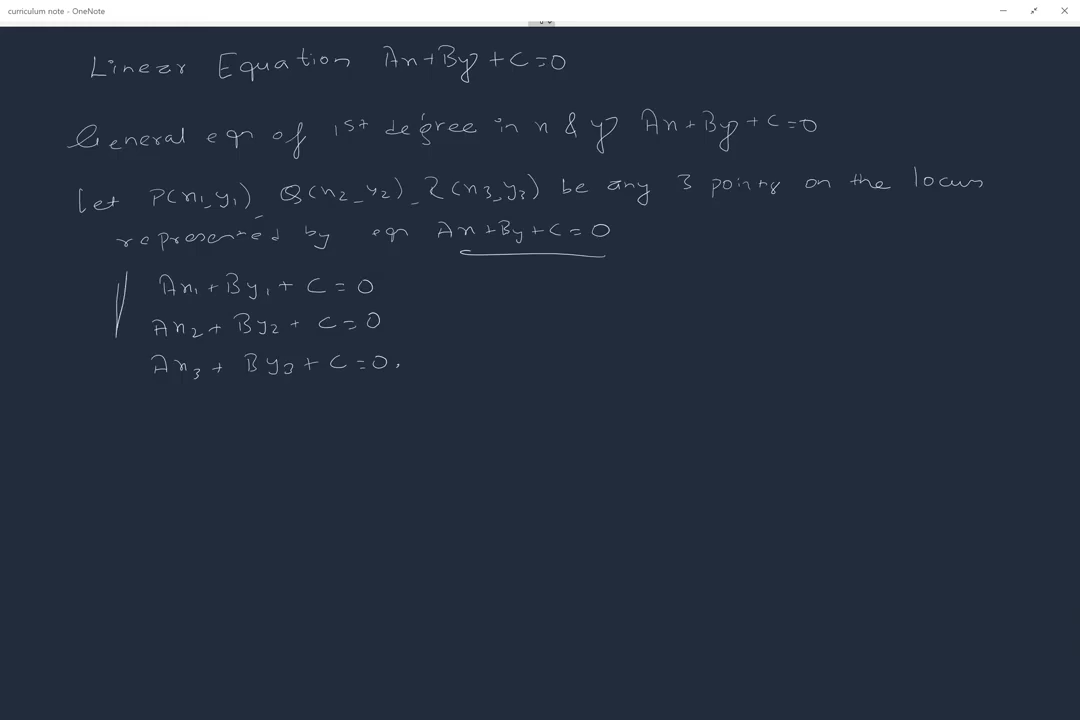 curriculum note - OneNote
Linear Equation Ax+By+C=0
General eqn of 1st degree in x & y Ax+By+C=0
Let P(x₁,y₁) Q(x₂,y₂), R(x₃,y₃) be any 3 points on the locus
represented by eqn Ax+By+C=0
Ax₁+By₁+C=0
Ax₂+By₂+C=0
Ax₃+By₃+C=0.